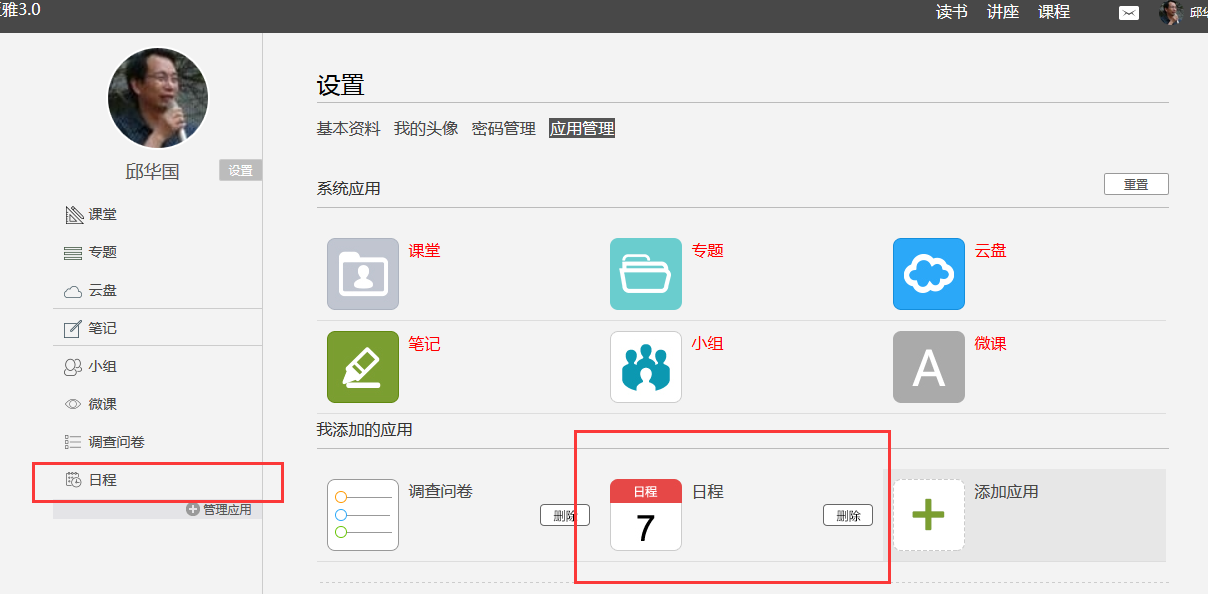 雅3.0
读书 讲座 课程
邱华国
设置
课堂
专题
云盘
笔记
小组
微课
调查问卷
日程
管理应用
设置
基本资料 我的头像 密码管理 应用管理
系统应用
重置
课堂
专题
云盘
笔记
小组
A
微课
我添加的应用
调查问卷
删除
日程
7
日程
删除
添加应用